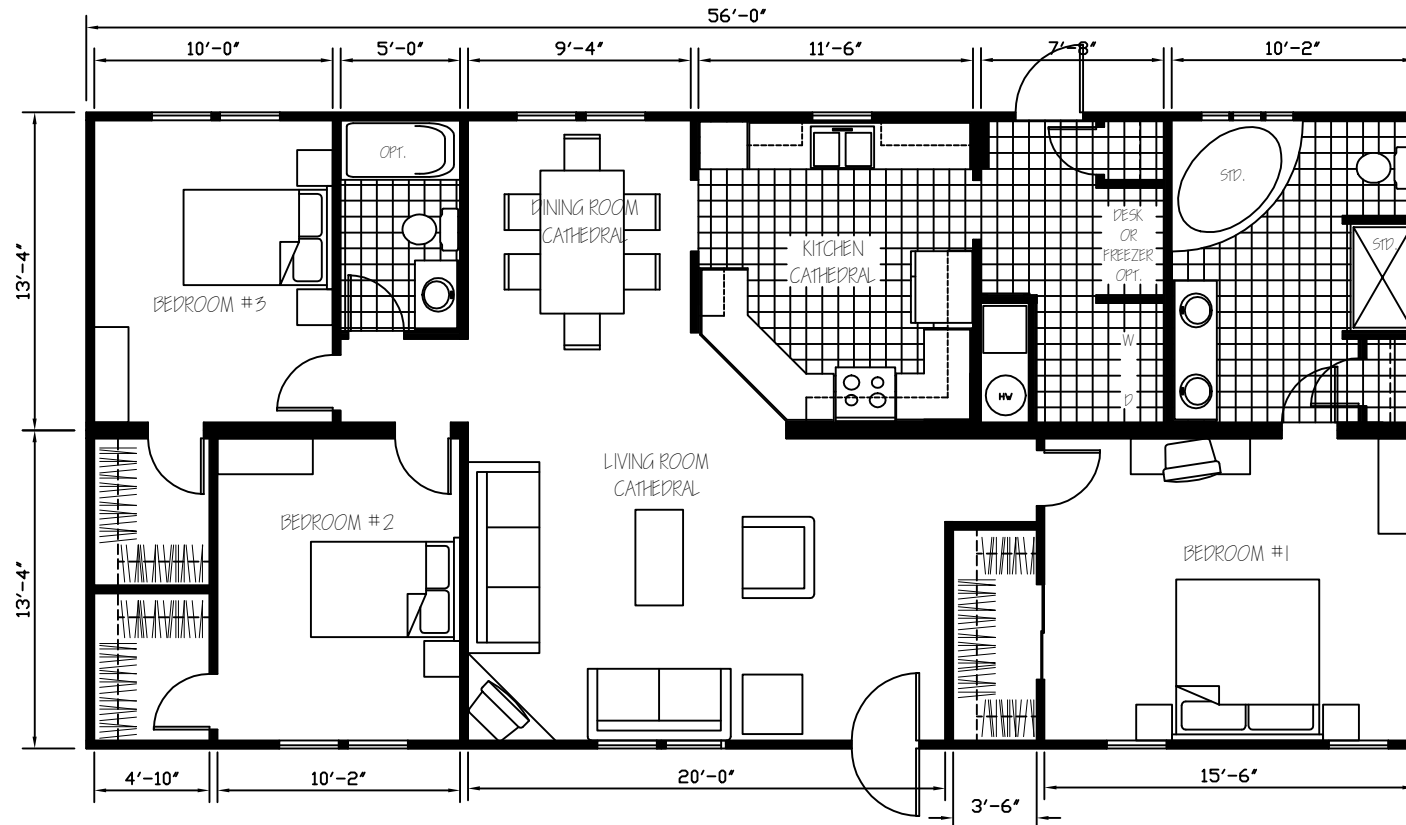 56'-0"
10'-0" 5'-0" 9'-4" 11'-6" 7'-8" 10'-2"
13'-4"
13'-4"
OPT.
STD.
STD.
DINING ROOM
CATHEDRAL
KITCHEN
CATHEDRAL
DESK
OR
FREEZER
OPT.
BEDROOM #3
W
D
HW
LIVING ROOM
CATHEDRAL
BEDROOM #2
BEDROOM #1
4'-10" 10'-2" 20'-0" 3'-6" 15'-6"